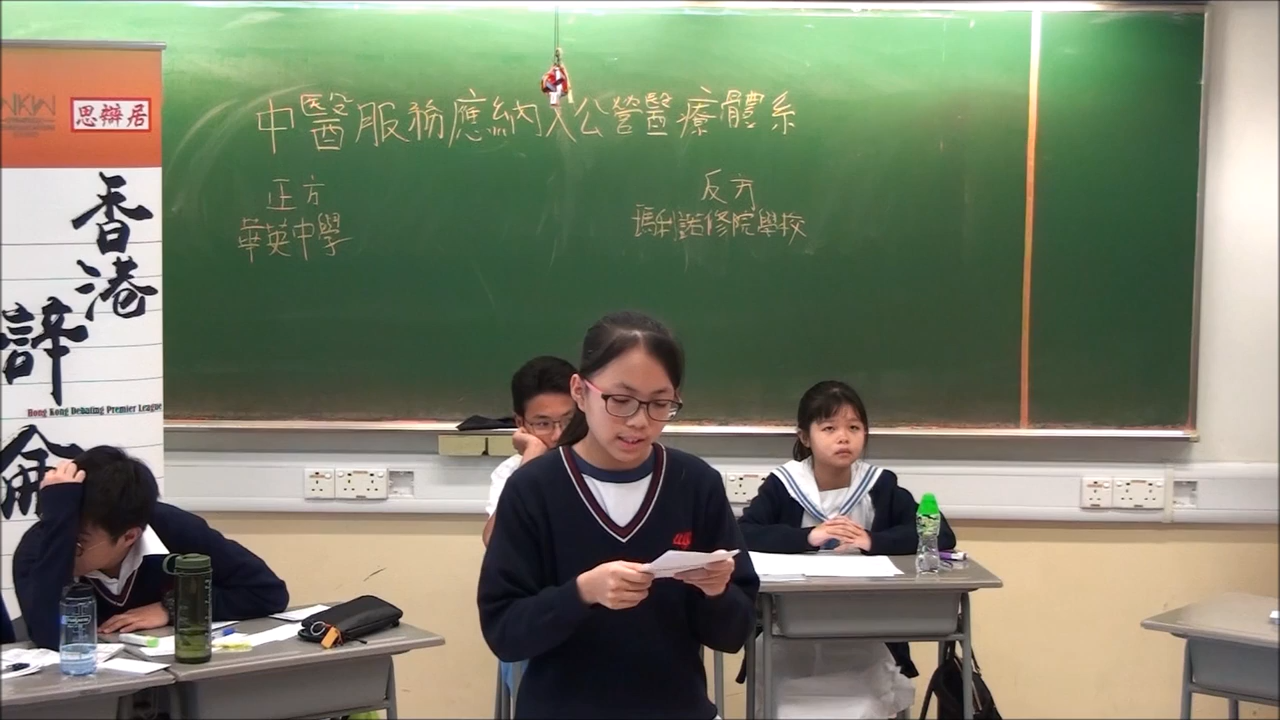 中醫服務應納入公營醫療體系
正方
華英中學
反方
瑪利諾修院學校
思辯居
香港
辯論
Hong Kong Debating Premier League